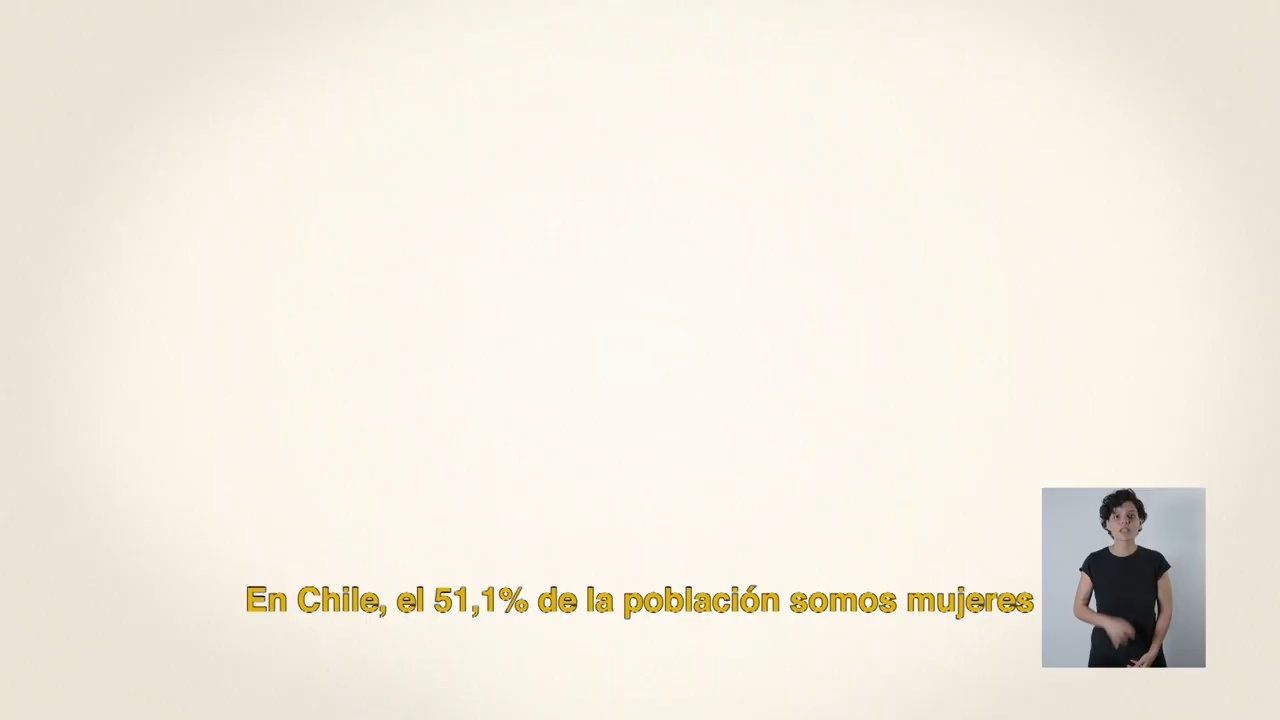 En Chile, el 51,1% de la población somos mujeres